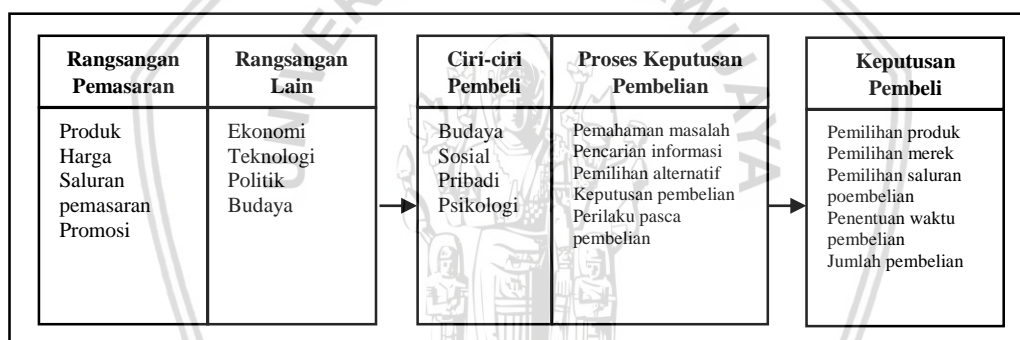 Rangsangan
Pemasaran
Produk
Harga
Saluran
pemasaran
Promosi
Rangsangan
Lain
Ekonomi
Teknologi
Politik
Budaya
Ciri-ciri
Pembeli
Budaya
Sosial
Pribadi
Psikologi
Proses Keputusan
Pembelian
Pemahaman masalah
Pencarian informasi
Pemilihan alternatif
Keputusan pembelian
Perilaku pasca
pembelian
Keputusan
Pembeli
Pemilihan produk
Pemilihan merek
Pemilihan saluran
poembelian
Penentuan waktu
pembelian
Jumlah pembelian